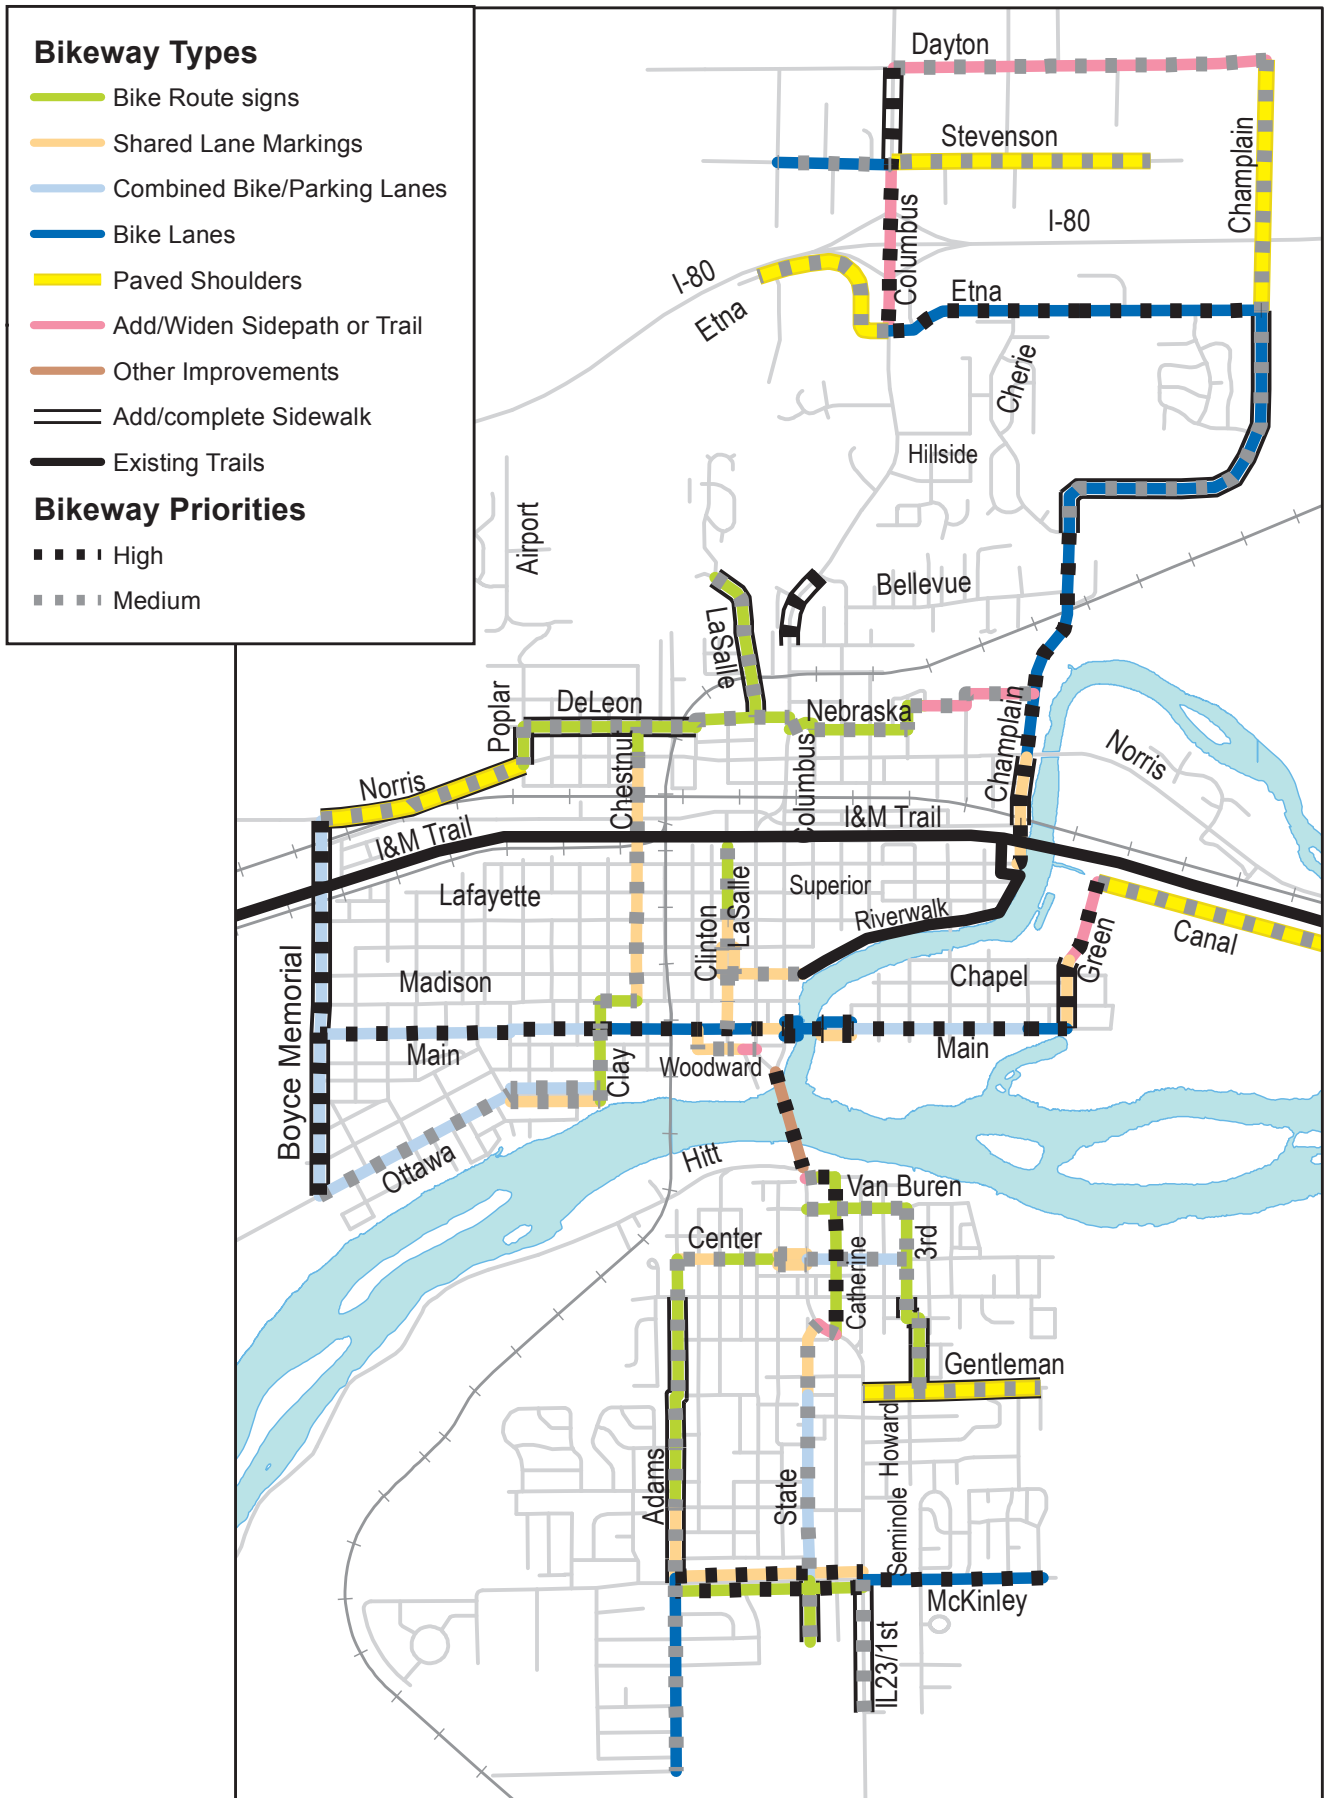 Bikeway Types
Bike Route signs
Shared Lane Markings
Combined Bike/Parking Lanes
Bike Lanes
Paved Shoulders
Add/Widen Sidepath or Trail
Other Improvements
Add/complete Sidewalk
Existing Trails
Bikeway Priorities
High
Medium
Dayton
Stevenson
Champlain
Columbus
I-80
I-80
Etna
Etna
Cherie
Hillside
Airport
Bellevue
LaSalle
Poplar
DeLeon
Nebraska
Chestnut
Columbus
Champlain
Norris
Norris
I&M Trail
I&M Trail
Lafayette
LaSalle
Clinton
Superior
Riverwalk
Green
Canal
Boyce Memorial
Madison
Chapel
Main
Main
Woodward
Clay
Ottawa
Hitt
Van Buren
3rd
Center
Catherine
Gentleman
Howard
Adams
State
Seminole
McKinley
IL23/1st